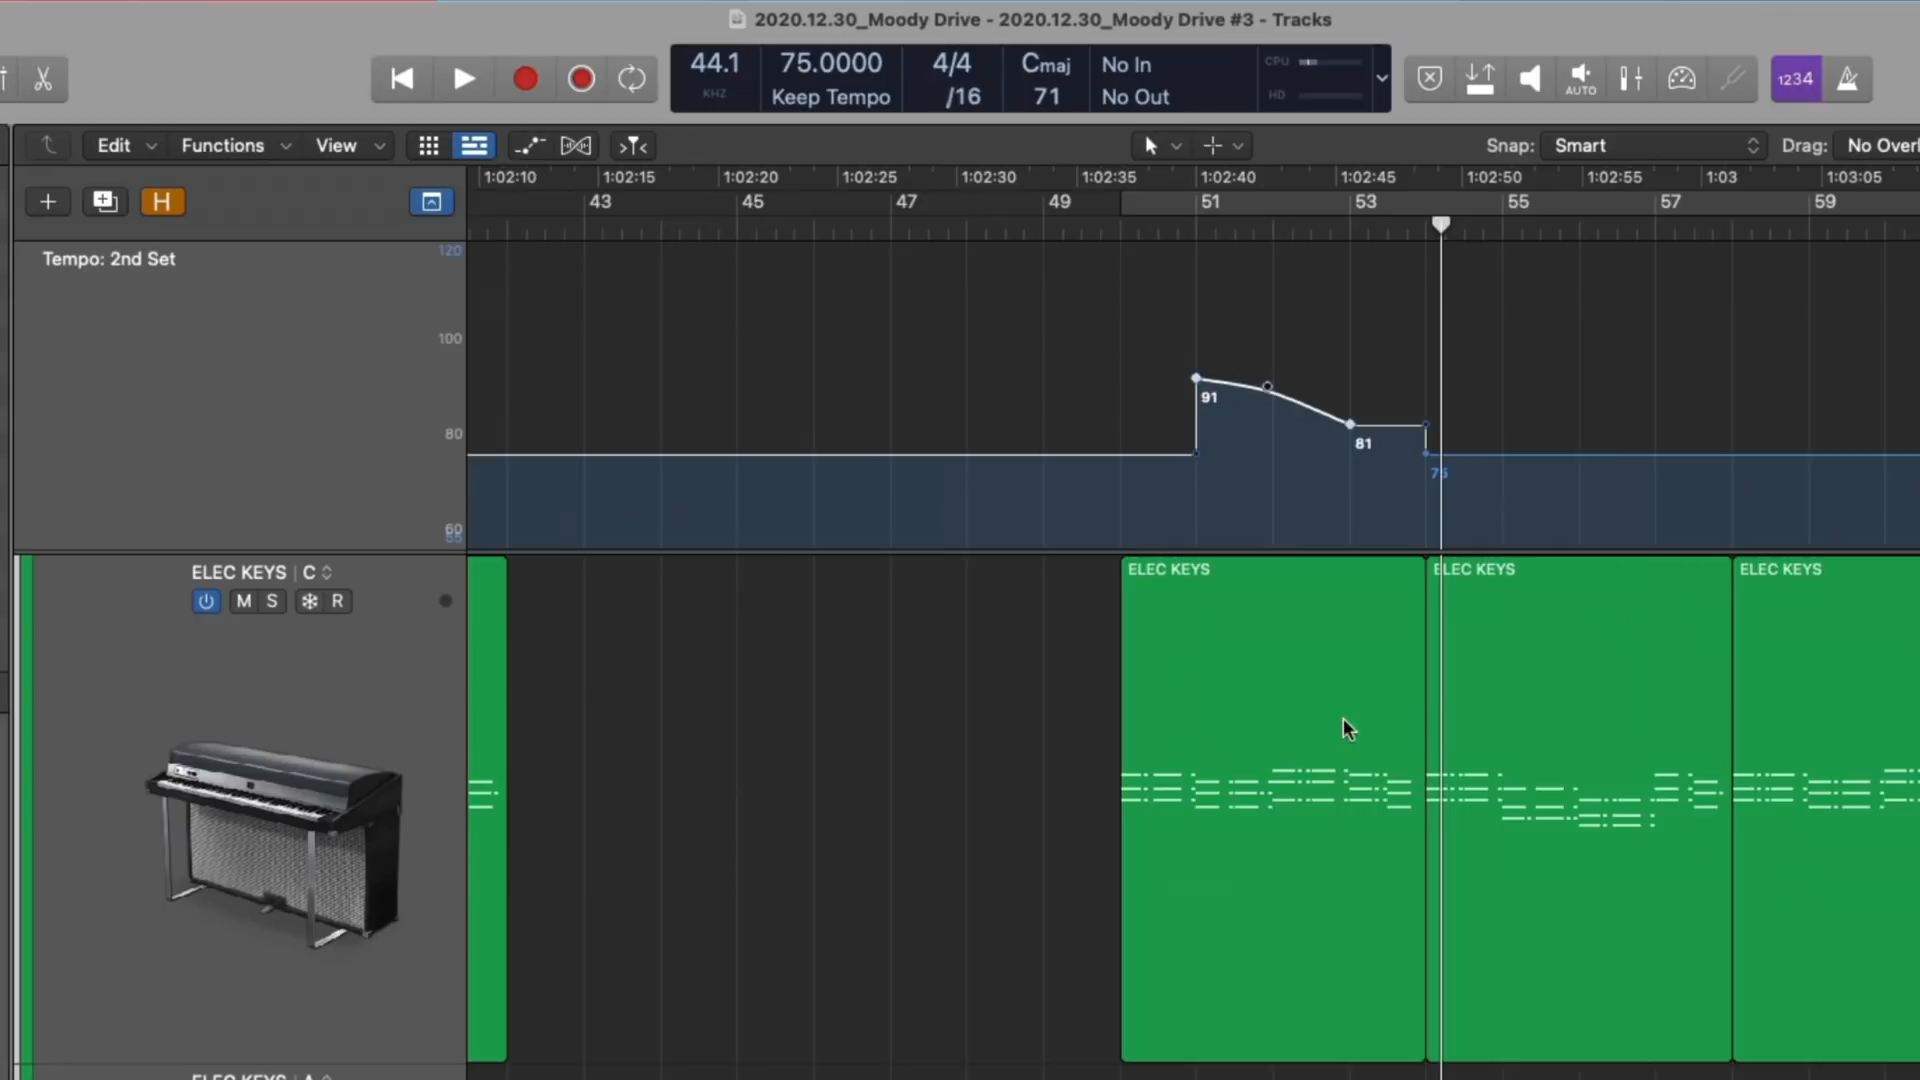 2020.12.30_Moody Drive - 2020.12.30_Moody Drive #3 - Tracks
44.1 75.0000 4/4 Cmaj No In CPU
KHZ Keep Tempo /16 71 No Out HD
AUTO 1234
Edit Functions View Snap: Smart Drag: No Overl
1:02:10 1:02:15 1:02:20 1:02:25 1:02:30 1:02:35 1:02:40 1:02:45 1:02:50 1:02:55 1:03 1:03:05
H 43 45 47 49 51 53 55 57 59
Tempo: 2nd Set 120
100
91
80
81
75
60
55
ELEC KEYS | C ELEC KEYS ELEC KEYS ELEC KEYS
M S R
ELEC KEYS | A